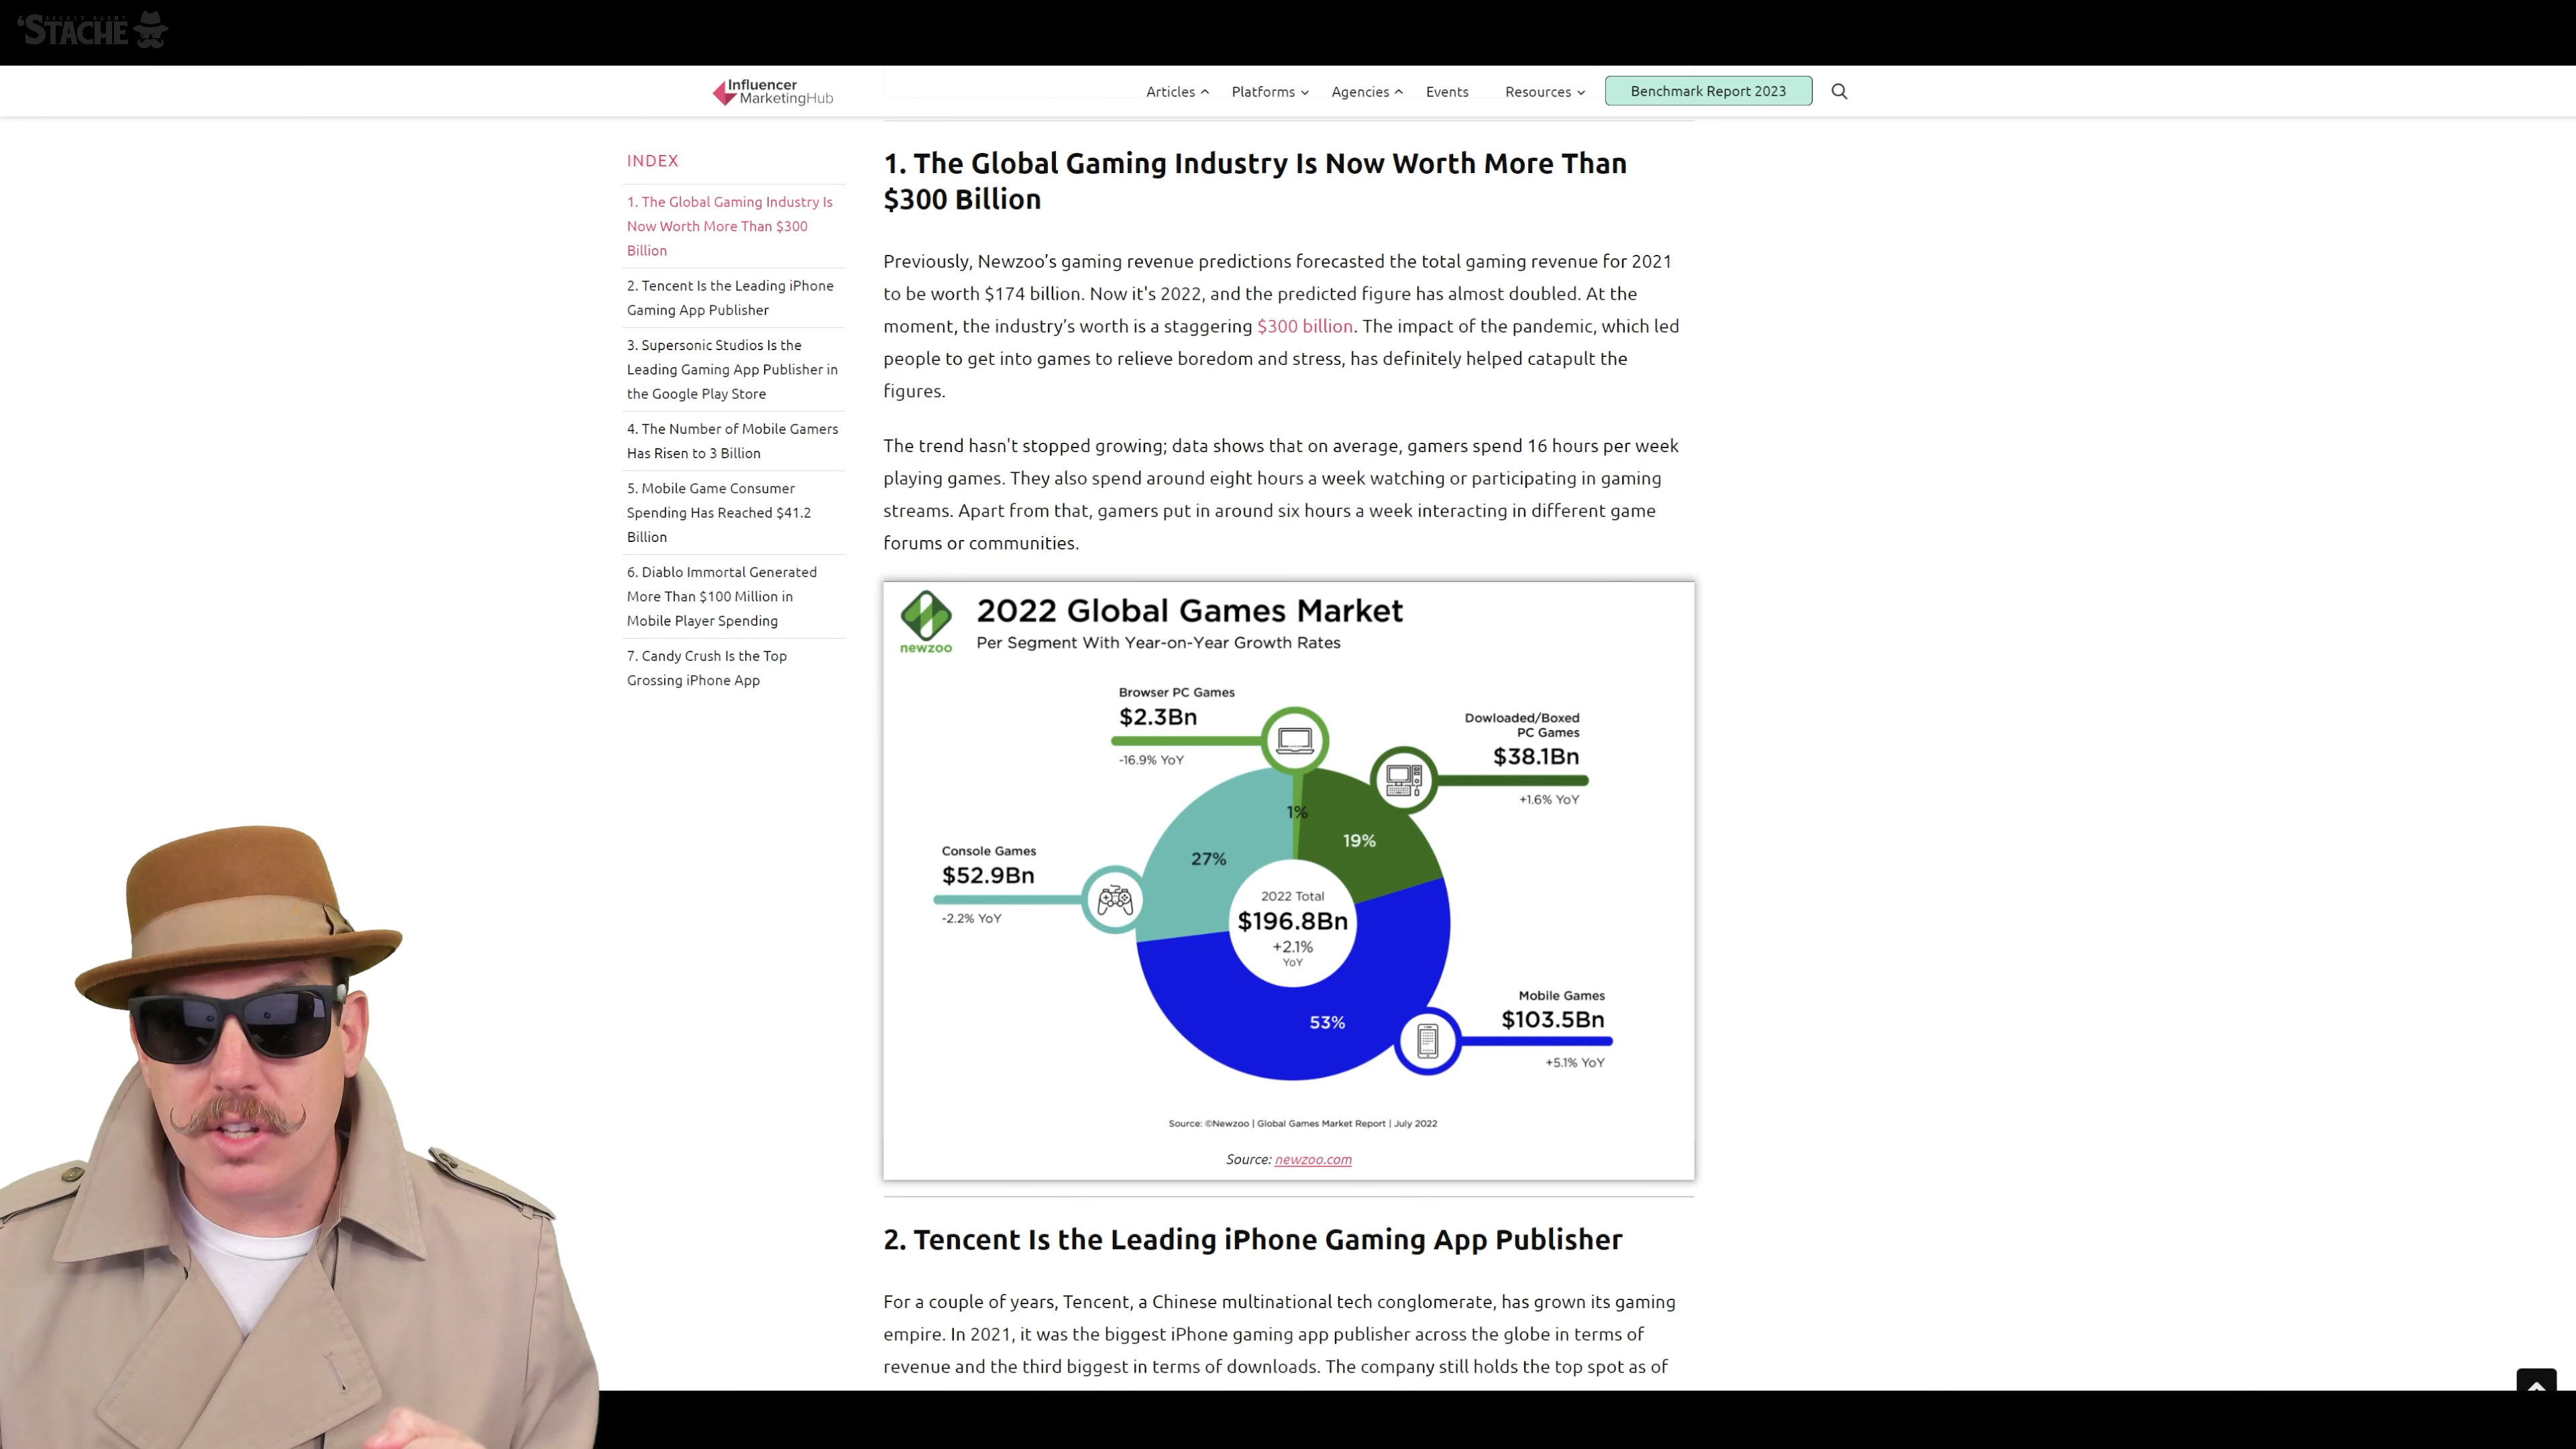 SELECT AGENT
'STACHE
Influencer
MarketingHub
Articles
Platforms
Agencies
Events
Resources
Benchmark Report 2023
INDEX
1. The Global Gaming Industry Is
Now Worth More Than $300
Billion
2. Tencent Is the Leading iPhone
Gaming App Publisher
3. Supersonic Studios Is the
Leading Gaming App Publisher in
the Google Play Store
4. The Number of Mobile Gamers
Has Risen to 3 Billion
5. Mobile Game Consumer
Spending Has Reached $41.2
Billion
6. Diablo Immortal Generated
More Than $100 Million in
Mobile Player Spending
7. Candy Crush Is the Top
Grossing iPhone App
1. The Global Gaming Industry Is Now Worth More Than
$300 Billion
Previously, Newzoo’s gaming revenue predictions forecasted the total gaming revenue for 2021
to be worth $174 billion. Now it's 2022, and the predicted figure has almost doubled. At the
moment, the industry’s worth is a staggering $300 billion. The impact of the pandemic, which led
people to get into games to relieve boredom and stress, has definitely helped catapult the
figures.
The trend hasn't stopped growing; data shows that on average, gamers spend 16 hours per week
playing games. They also spend around eight hours a week watching or participating in gaming
streams. Apart from that, gamers put in around six hours a week interacting in different game
forums or communities.
newzoo
2022 Global Games Market
Per Segment With Year-on-Year Growth Rates
Browser PC Games
$2.3Bn
-16.9% YoY
Dowloaded/Boxed
PC Games
$38.1Bn
+1.6% YoY
1%
19%
27%
53%
Console Games
$52.9Bn
-2.2% YoY
2022 Total
$196.8Bn
+2.1%
YoY
Mobile Games
$103.5Bn
+5.1% YoY
Source: ©Newzoo | Global Games Market Report | July 2022
Source: newzoo.com
2. Tencent Is the Leading iPhone Gaming App Publisher
For a couple of years, Tencent, a Chinese multinational tech conglomerate, has grown its gaming
empire. In 2021, it was the biggest iPhone gaming app publisher across the globe in terms of
revenue and the third biggest in terms of downloads. The company still holds the top spot as of